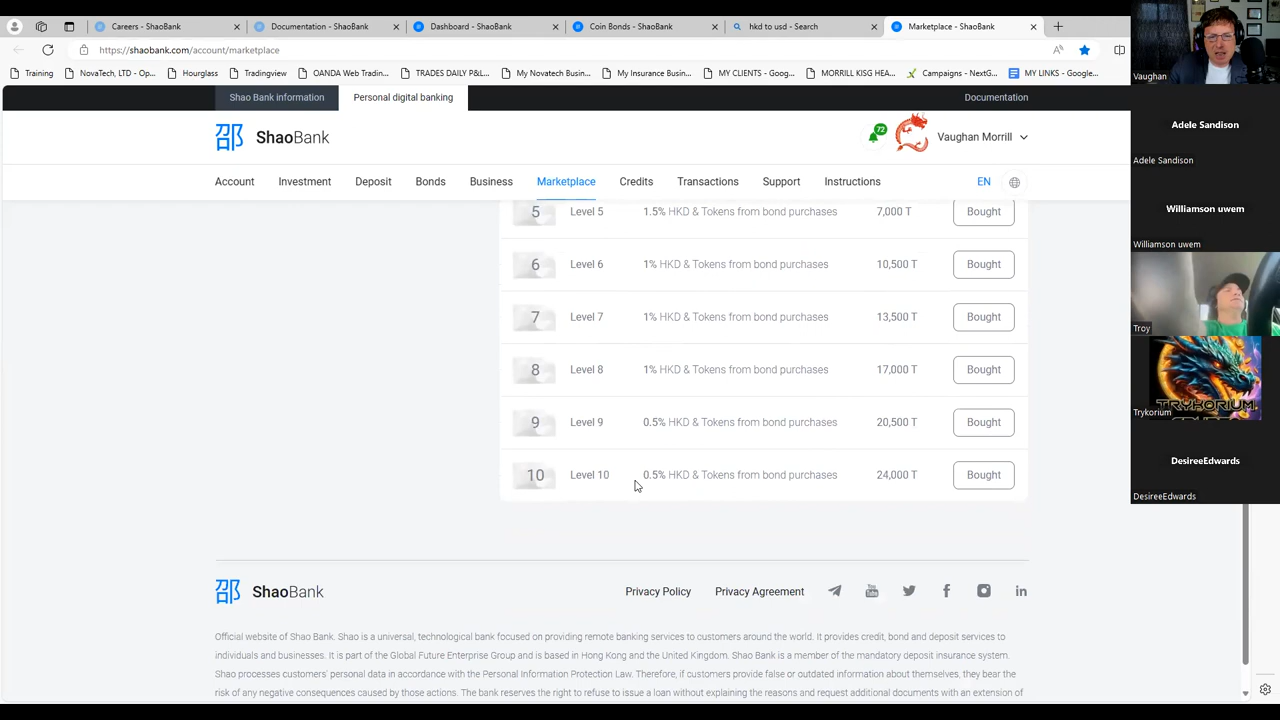 Careers - ShaoBank
Documentation - ShaoBank
Dashboard - ShaoBank
Coin Bonds - ShaoBank
hkd to usd - Search
Marketplace - ShaoBank
https://shaobank.com/account/marketplace
Training
NovaTech, LTD - Op...
Hourglass
Tradingview
OANDA Web Tradin...
TRADES DAILY P&L...
My Novatech Business
My Insurance Busin...
MY CLIENTS - Goog...
MORRILL KISG HEA...
Campaigns - NextG...
MY LINKS - Google...
Shao Bank information
Personal digital banking
Documentation
邵 ShaoBank
72
Vaughan Morrill
Account
Investment
Deposit
Bonds
Business
Marketplace
Credits
Transactions
Support
Instructions
EN
5 Level 5 1.5% HKD & Tokens from bond purchases 7,000 T Bought
6 Level 6 1% HKD & Tokens from bond purchases 10,500 T Bought
7 Level 7 1% HKD & Tokens from bond purchases 13,500 T Bought
8 Level 8 1% HKD & Tokens from bond purchases 17,000 T Bought
9 Level 9 0.5% HKD & Tokens from bond purchases 20,500 T Bought
10 Level 10 0.5% HKD & Tokens from bond purchases 24,000 T Bought
邵 ShaoBank
Privacy Policy
Privacy Agreement
Official website of Shao Bank. Shao is a universal, technological bank focused on providing remote banking services to customers around the world. It provides credit, bond and deposit services to
individuals and businesses. It is part of the Global Future Enterprise Group and is based in Hong Kong and the United Kingdom. Shao Bank is a member of the mandatory deposit insurance system.
Shao processes customers' personal data in accordance with the Personal Information Protection Law. Therefore, if customers provide false or outdated information about themselves, they bear the
risk of any negative consequences caused by those actions. The bank reserves the right to refuse to issue a loan without explaining the reasons and request additional documents with an extension of
Vaughan
Adele Sandison
Adele Sandison
Williamson uwem
Williamson uwem
Troy
TRYKORIUM
Trykorium
DesireeEdwards
DesireeEdwards